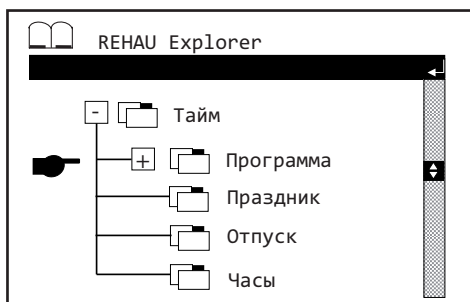 REHAU Explorer
- Тайм
+ Программа
Праздник
Отпуск
Часы